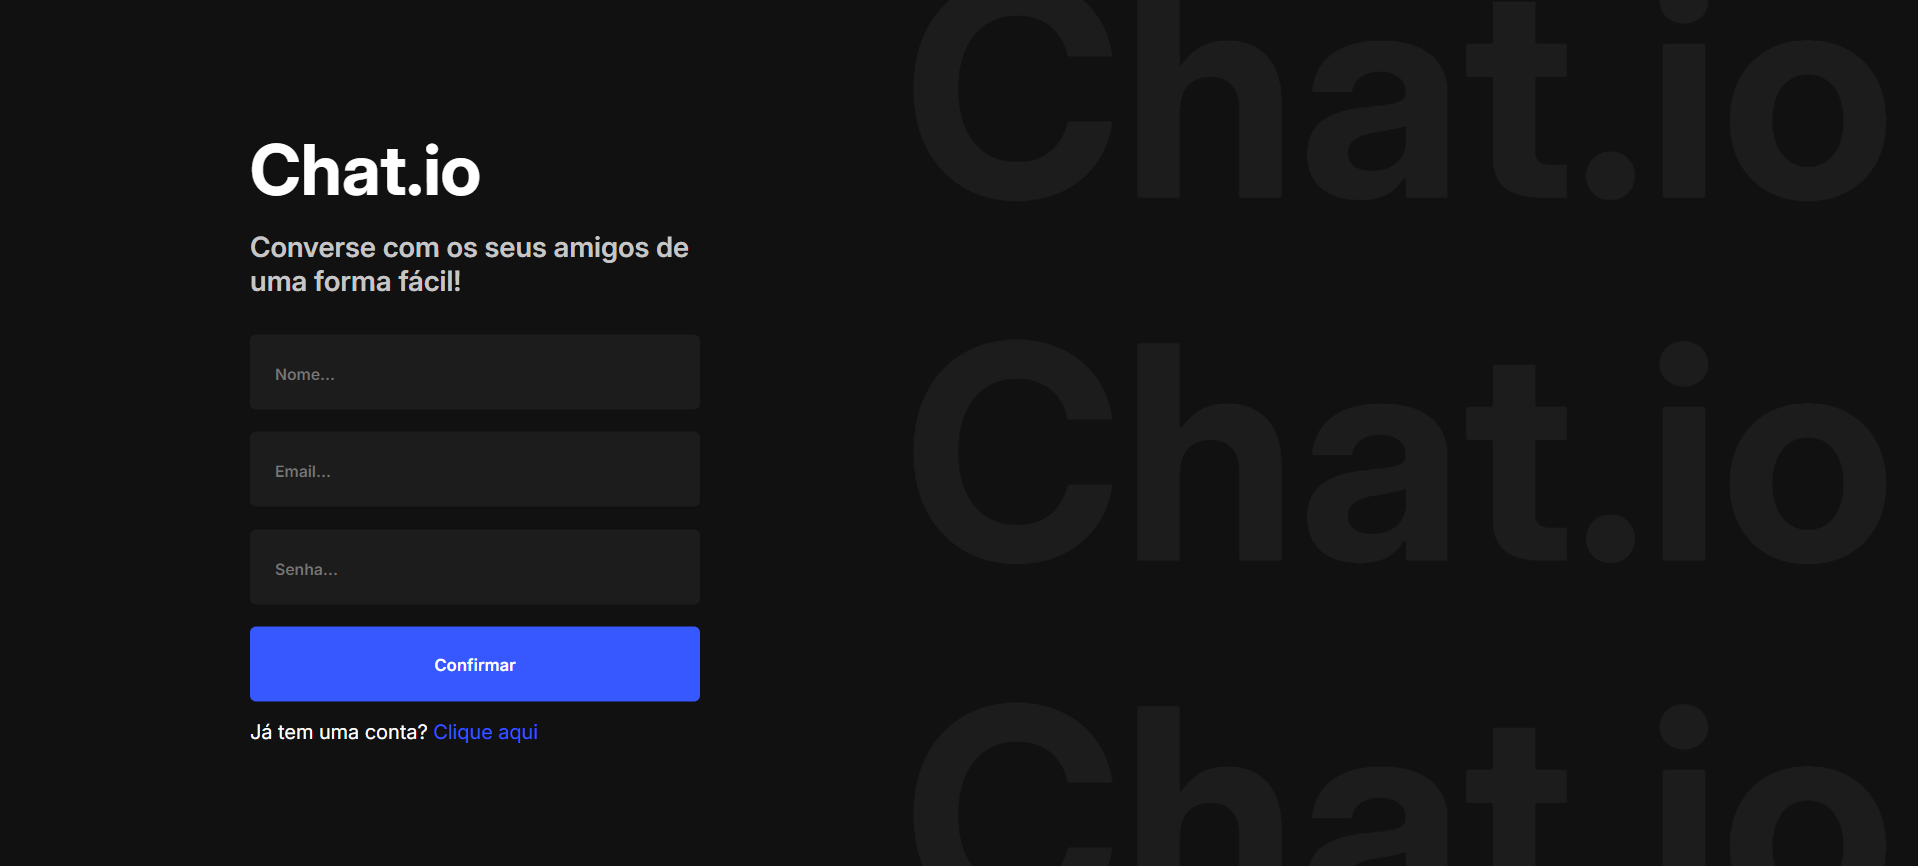 Chat.io
Converse com os seus amigos de
uma forma fácil!
Nome...
Email...
Senha...
Confirmar
Já tem uma conta? Clique aqui
Chat.io
Chat.io
Chat.io